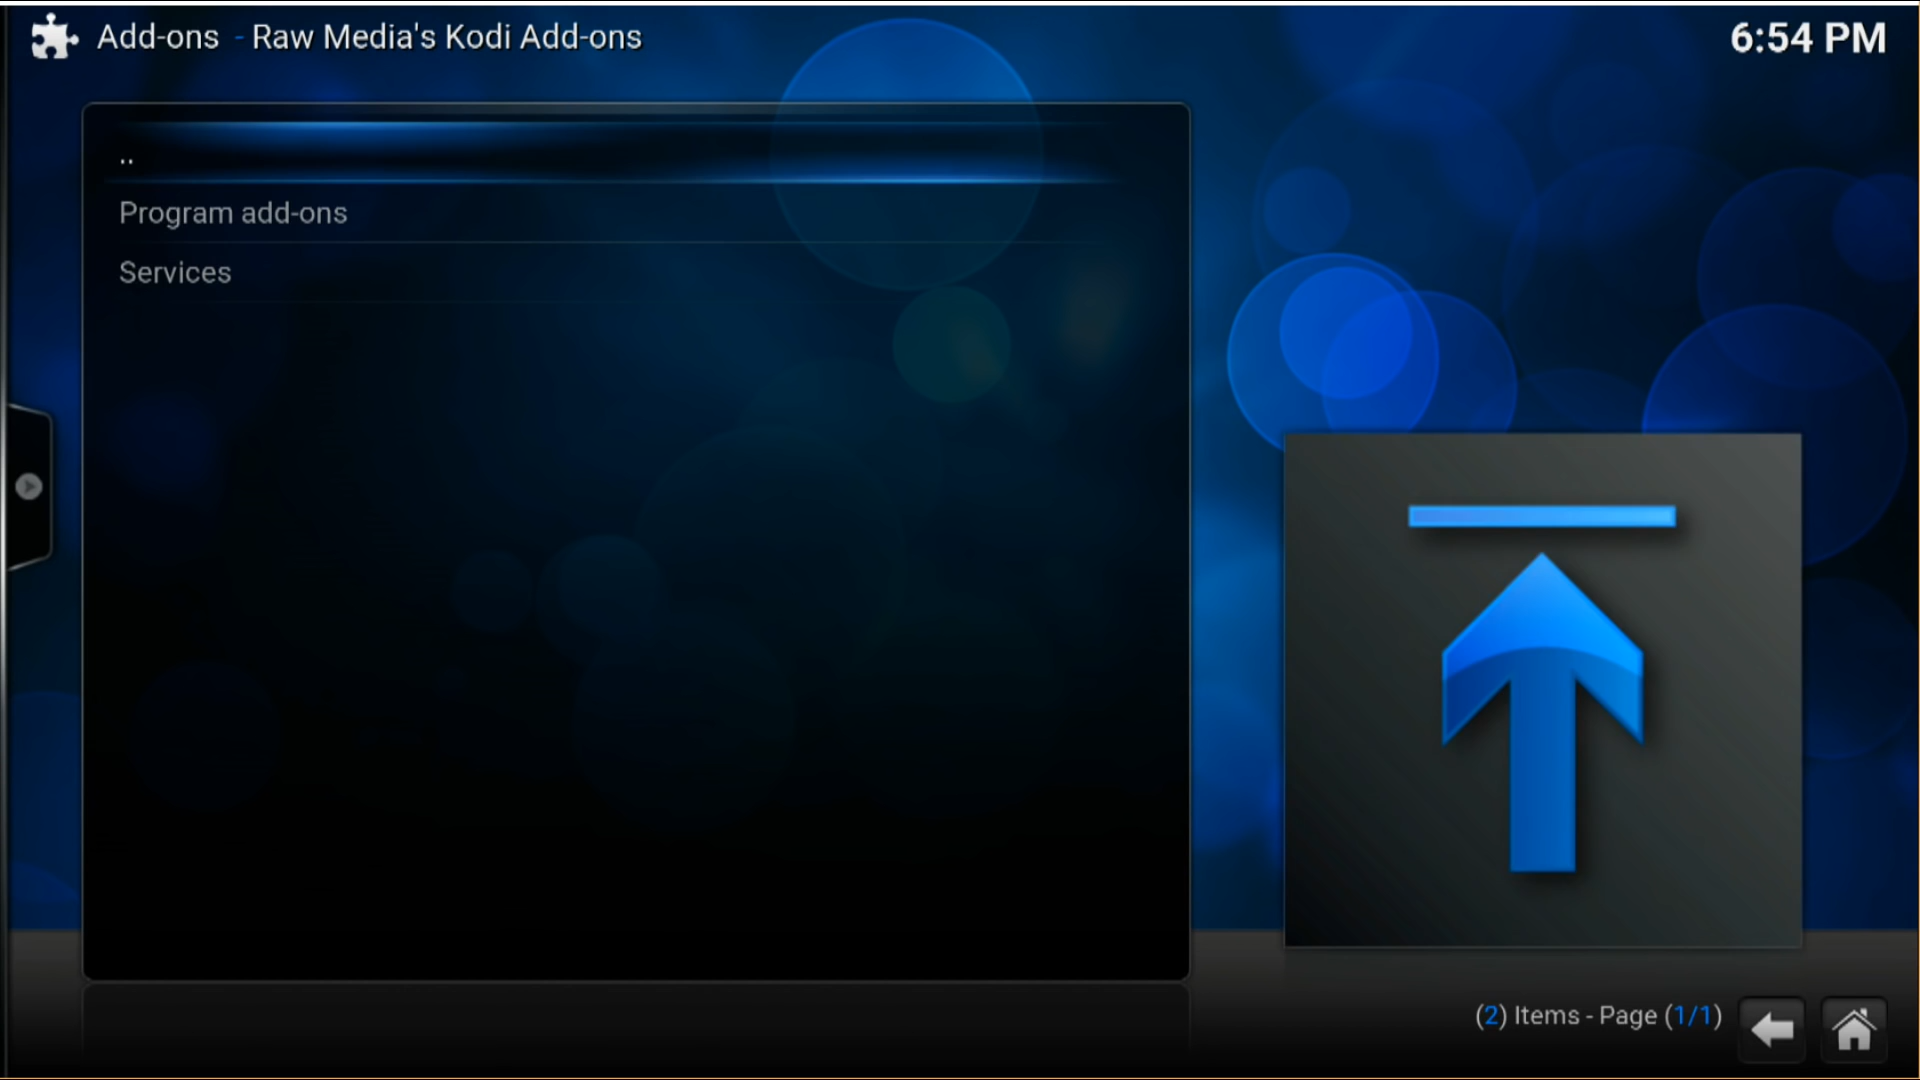 Add-ons - Raw Media's Kodi Add-ons
6:54 PM
..
Program add-ons
Services
(2) Items - Page (1/1)